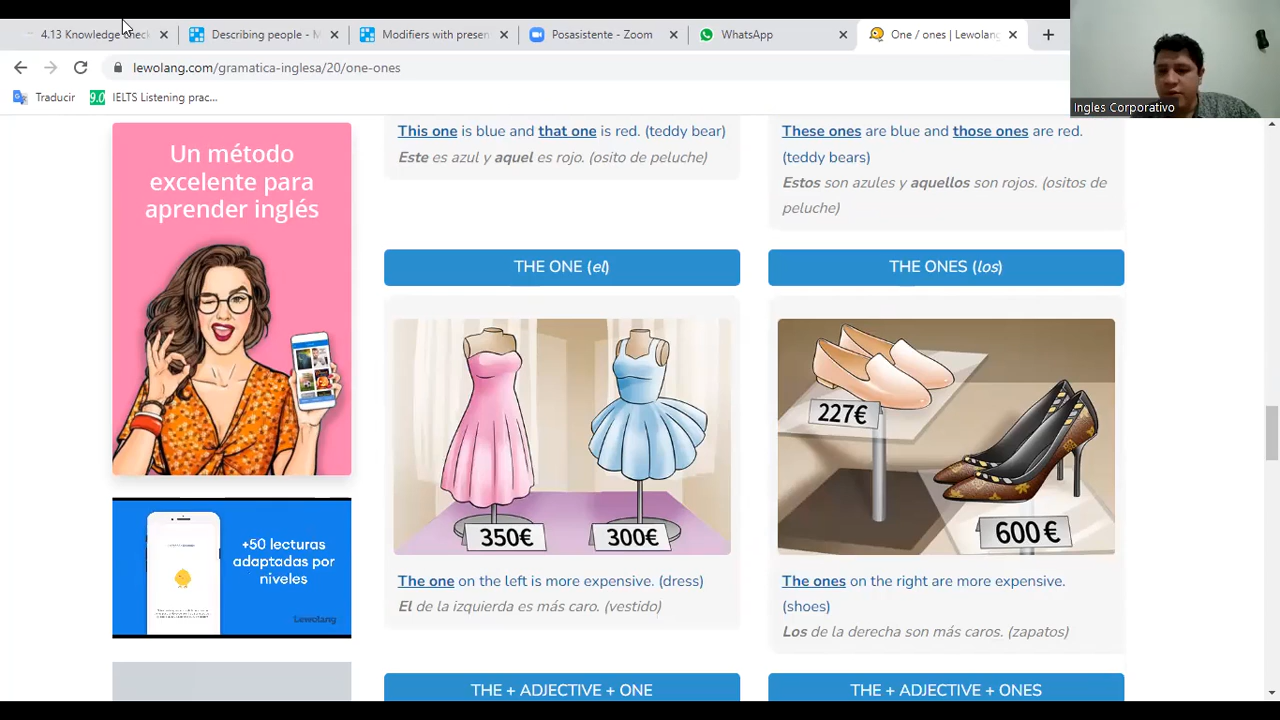 4.13 Knowledge check
Describing people - M
Modifiers with presen
Posasistente - Zoom
WhatsApp
One / ones | Lewolang
lewolang.com/gramatica-inglesa/20/one-ones
Traducir
9.0 IELTS Listening prac...
Ingles Corporativo
Un método
excelente para
aprender inglés
+50 lecturas
adaptadas por
niveles
Lewolang
This one is blue and that one is red. (teddy bear)
Este es azul y aquel es rojo. (osito de peluche)
These ones are blue and those ones are red.
(teddy bears)
Estos son azules y aquellos son rojos. (ositos de
peluche)
THE ONE (el)
350€
300€
The one on the left is more expensive. (dress)
El de la izquierda es más caro. (vestido)
THE ONES (los)
227€
600€
The ones on the right are more expensive.
(shoes)
Los de la derecha son más caros. (zapatos)
THE + ADJECTIVE + ONE
THE + ADJECTIVE + ONES